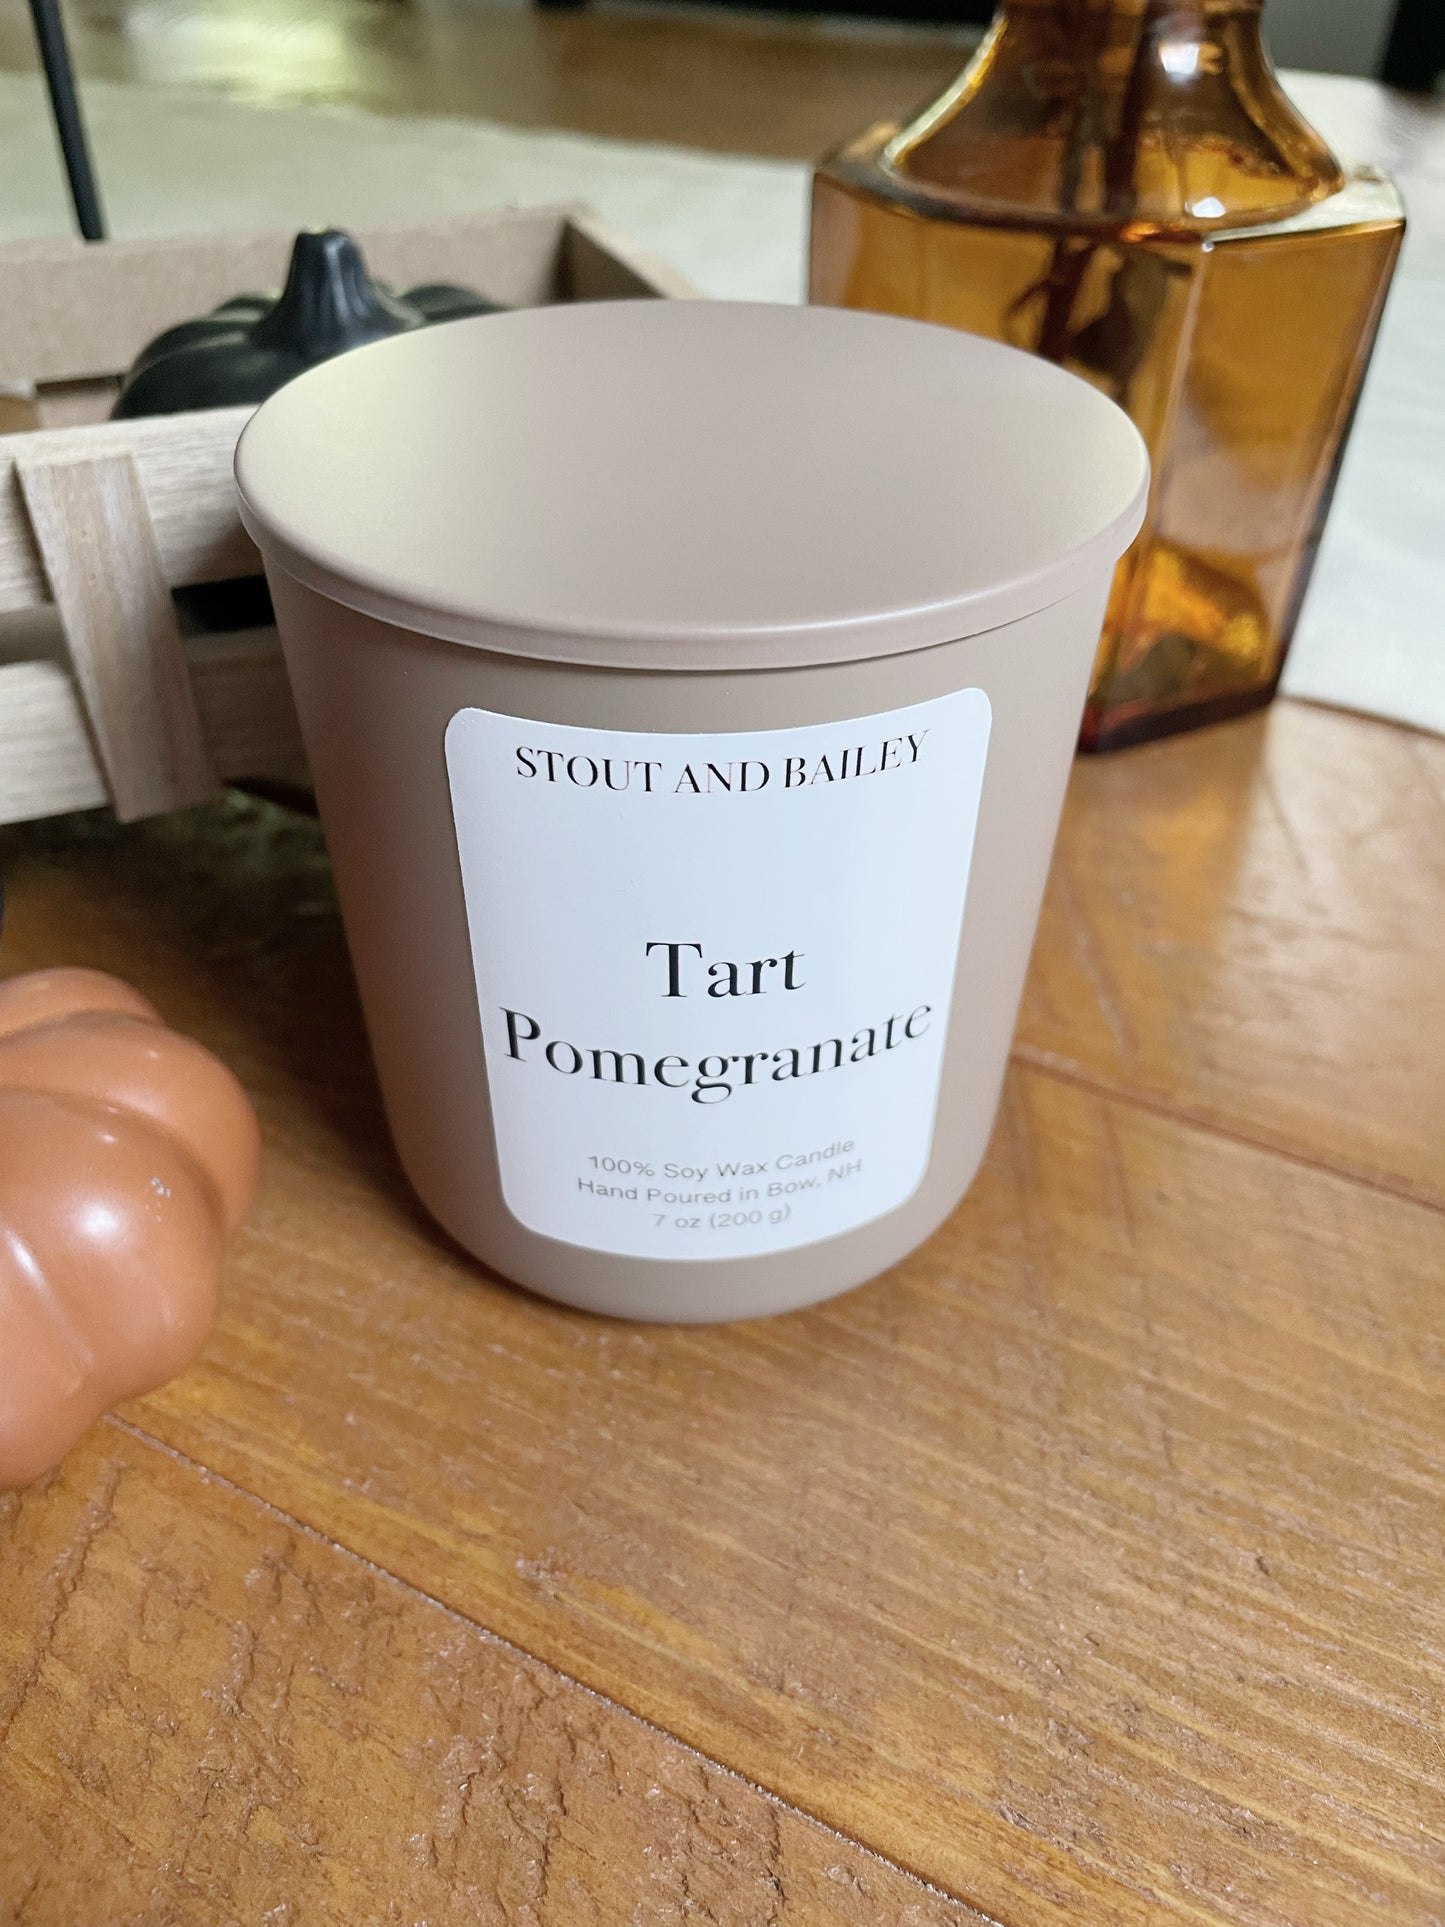 STOUT AND BAILEY
Tart
Pomegranate
100% Soy Wax Candle
Hand Poured in Bow, NH
7 oz (200 g)